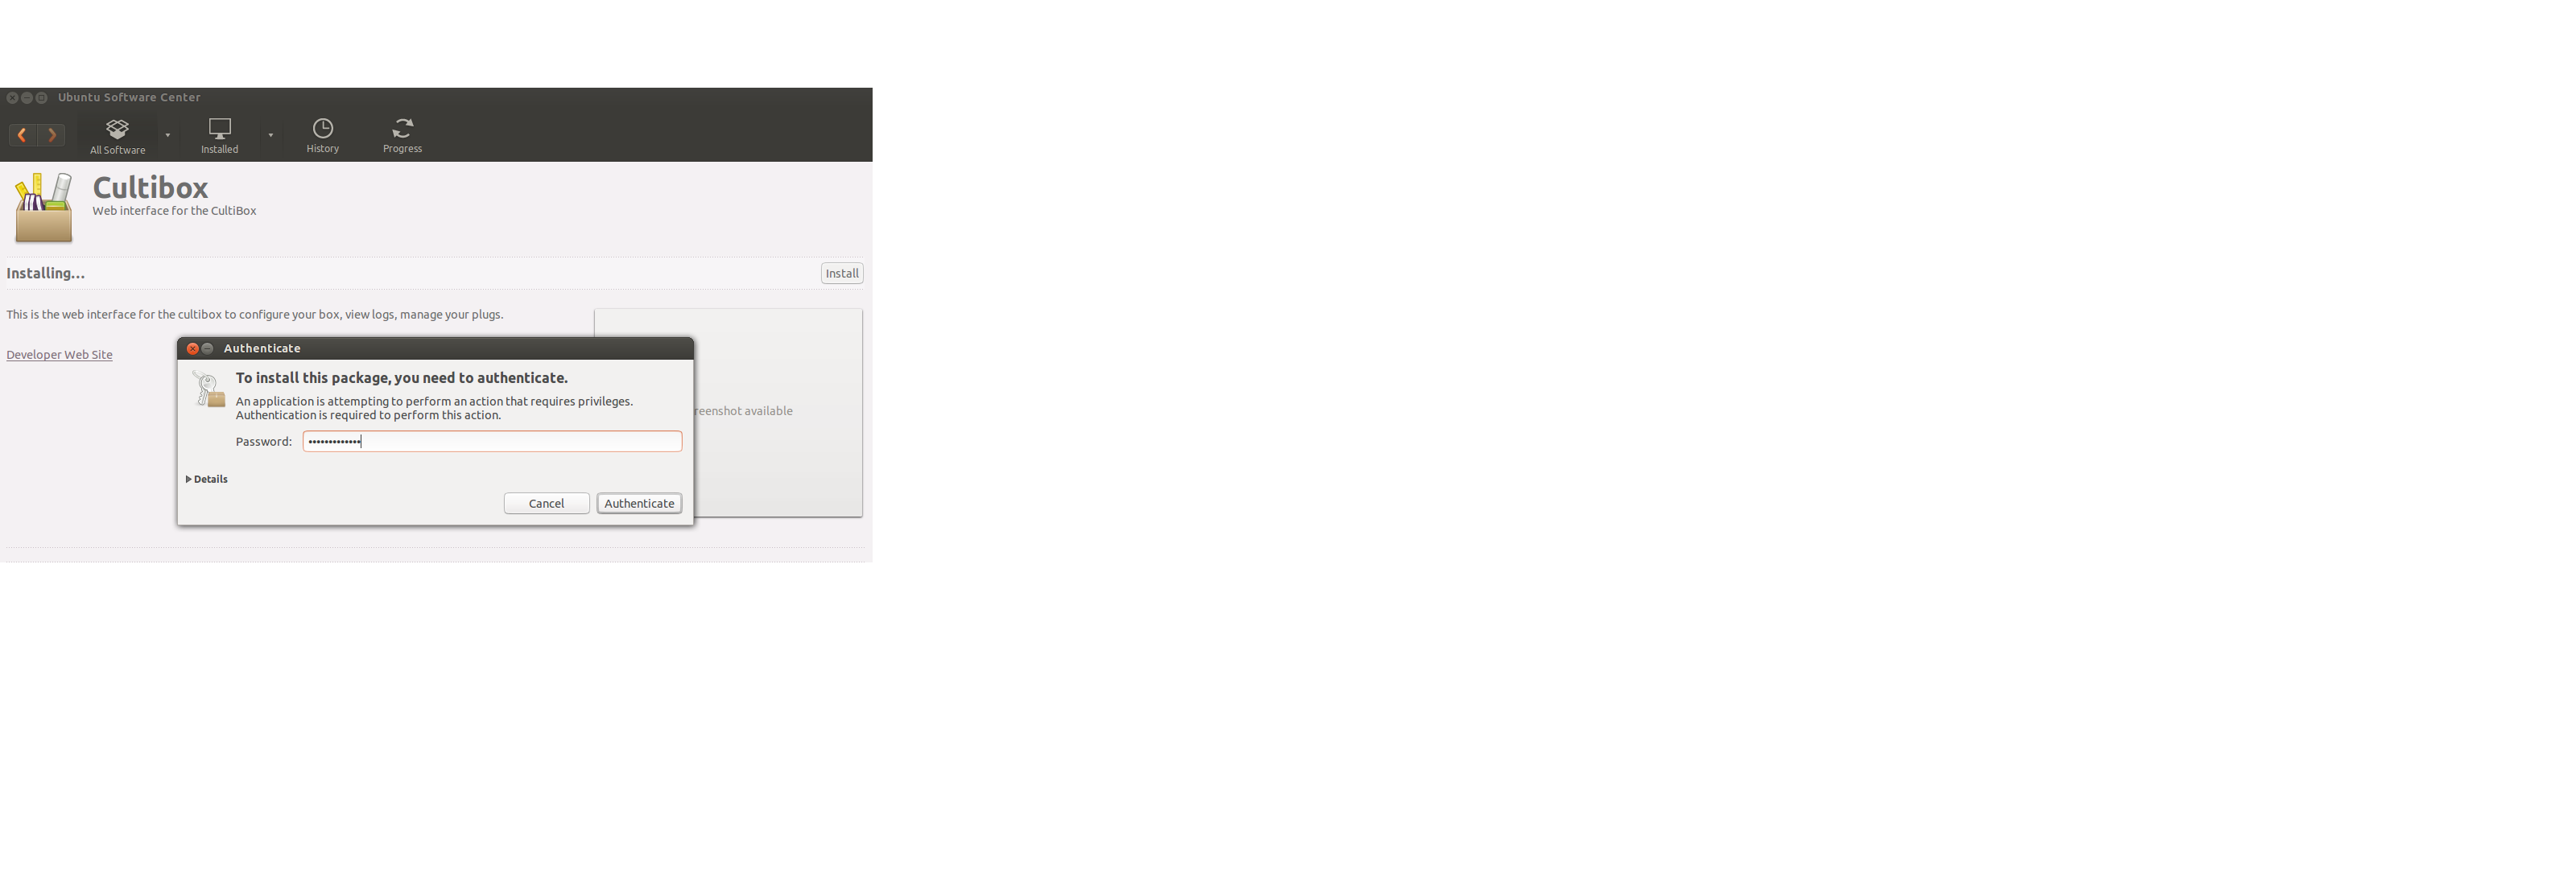 Ubuntu Software Center
All Software
Installed
History
Progress
Cultibox
Web interface for the CultiBox
Installing...
Install
This is the web interface for the cultibox to configure your box, view logs, manage your plugs.
Developer Web Site
Authenticate
To install this package, you need to authenticate.
An application is attempting to perform an action that requires privileges.
Authentication is required to perform this action.
Password: •••••••••••••
reenshot available
Details
Cancel
Authenticate